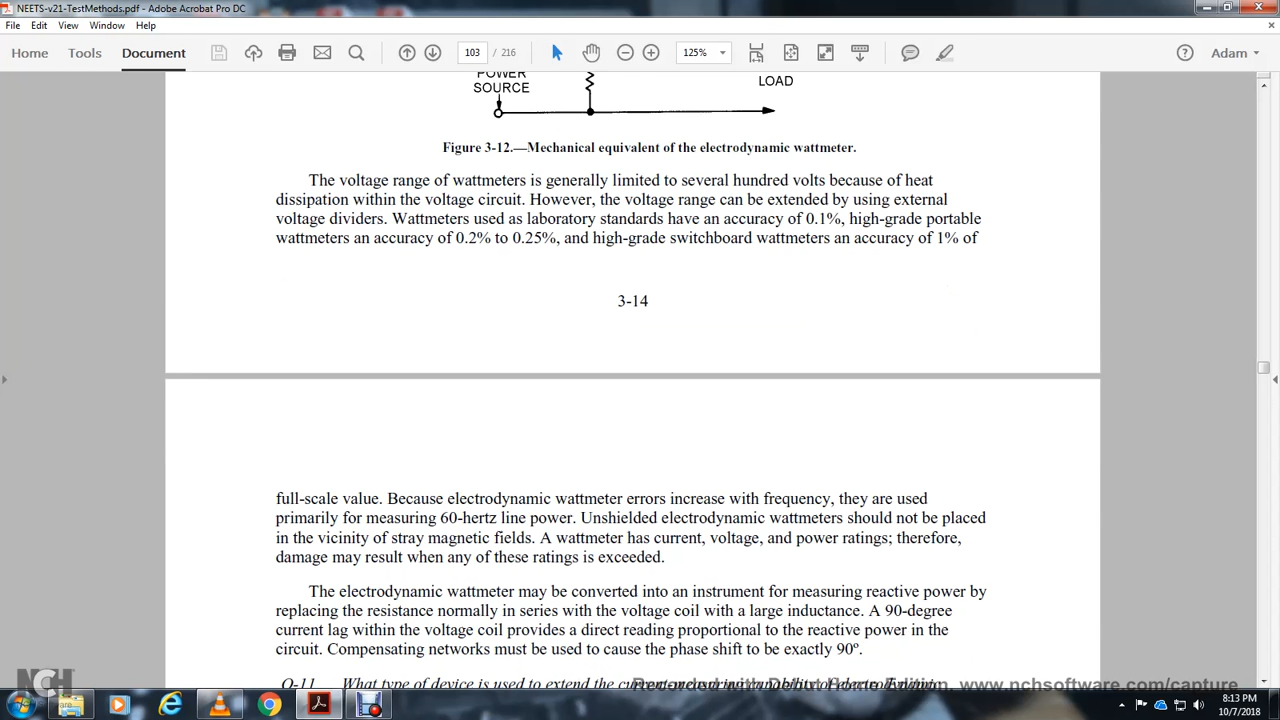 NEETS-v21-TestMethods.pdf - Adobe Acrobat Pro DC
File Edit View Window Help
Home Tools Document 103 / 216 125% Adam
POWER
SOURCE
LOAD
Figure 3-12.—Mechanical equivalent of the electrodynamic wattmeter.
The voltage range of wattmeters is generally limited to several hundred volts because of heat
dissipation within the voltage circuit. However, the voltage range can be extended by using external
voltage dividers. Wattmeters used as laboratory standards have an accuracy of 0.1%, high-grade portable
wattmeters an accuracy of 0.2% to 0.25%, and high-grade switchboard wattmeters an accuracy of 1% of
3-14
full-scale value. Because electrodynamic wattmeter errors increase with frequency, they are used
primarily for measuring 60-hertz line power. Unshielded electrodynamic wattmeters should not be placed
in the vicinity of stray magnetic fields. A wattmeter has current, voltage, and power ratings; therefore,
damage may result when any of these ratings is exceeded.
The electrodynamic wattmeter may be converted into an instrument for measuring reactive power by
replacing the resistance normally in series with the voltage coil with a large inductance. A 90-degree
current lag within the voltage coil provides a direct reading proportional to the reactive power in the
circuit. Compensating networks must be used to cause the phase shift to be exactly 90º.
Q-11 What type of device is used to extend the
NCH
www.nchsoftware.com/capture
8:13 PM
10/7/2018